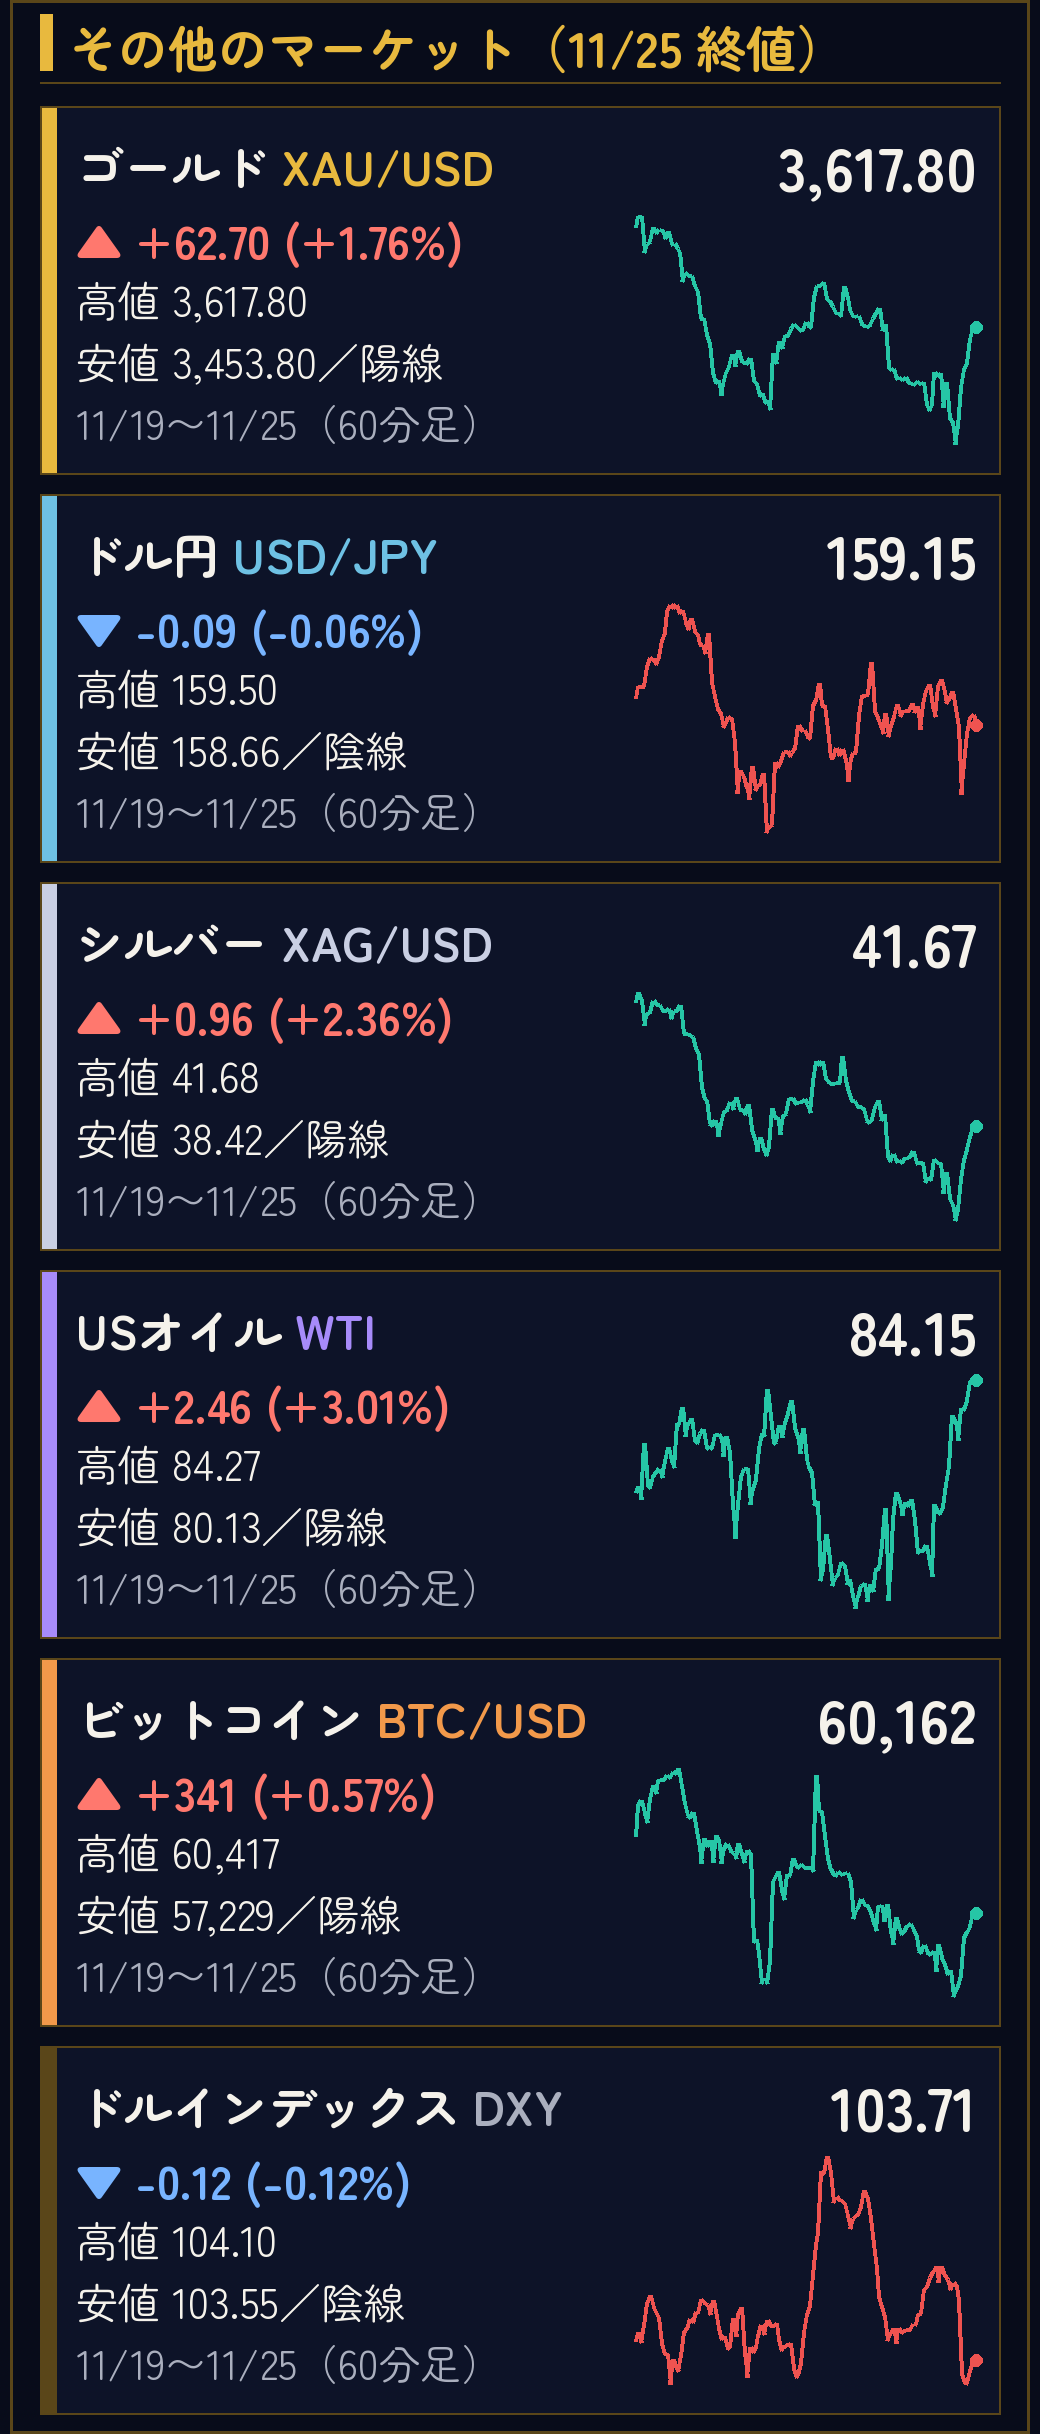 その他のマーケット（11/25 終値）
ゴールド XAU/USD 3,617.80
▲ +62.70 (+1.76%)
高値 3,617.80
安値 3,453.80／陽線
11/19〜11/25（60分足）
ドル円 USD/JPY 159.15
▼ -0.09 (-0.06%)
高値 159.50
安値 158.66／陰線
11/19〜11/25（60分足）
シルバー XAG/USD 41.67
▲ +0.96 (+2.36%)
高値 41.68
安値 38.42／陽線
11/19〜11/25（60分足）
USオイル WTI 84.15
▲ +2.46 (+3.01%)
高値 84.27
安値 80.13／陽線
11/19〜11/25（60分足）
ビットコイン BTC/USD 60,162
▲ +341 (+0.57%)
高値 60,417
安値 57,229／陽線
11/19〜11/25（60分足）
ドルインデックス DXY 103.71
▼ -0.12 (-0.12%)
高値 104.10
安値 103.55／陰線
11/19〜11/25（60分足）